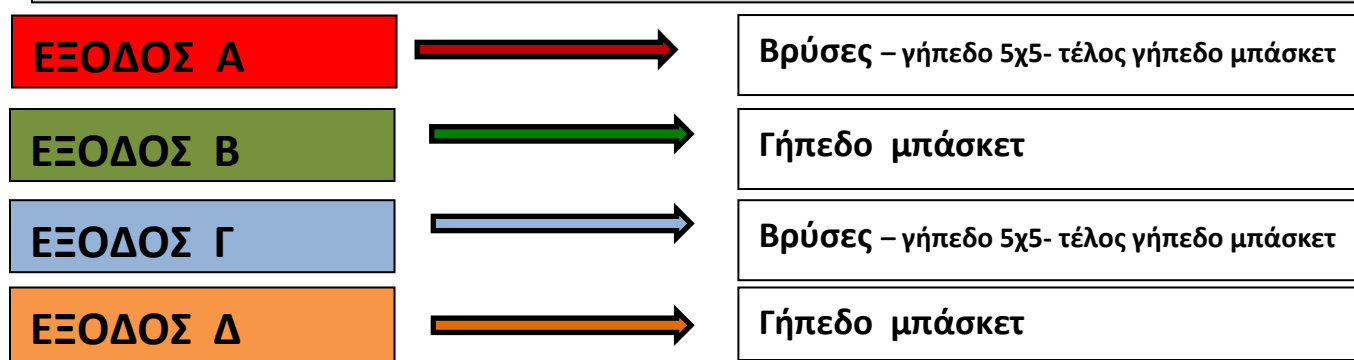 ΕΞΟΔΟΣ Α
Βρύσες – γήπεδο 5χ5- τέλος γήπεδο μπάσκετ
ΕΞΟΔΟΣ Β
Γήπεδο μπάσκετ
ΕΞΟΔΟΣ Γ
Βρύσες – γήπεδο 5χ5- τέλος γήπεδο μπάσκετ
ΕΞΟΔΟΣ Δ
Γήπεδο μπάσκετ